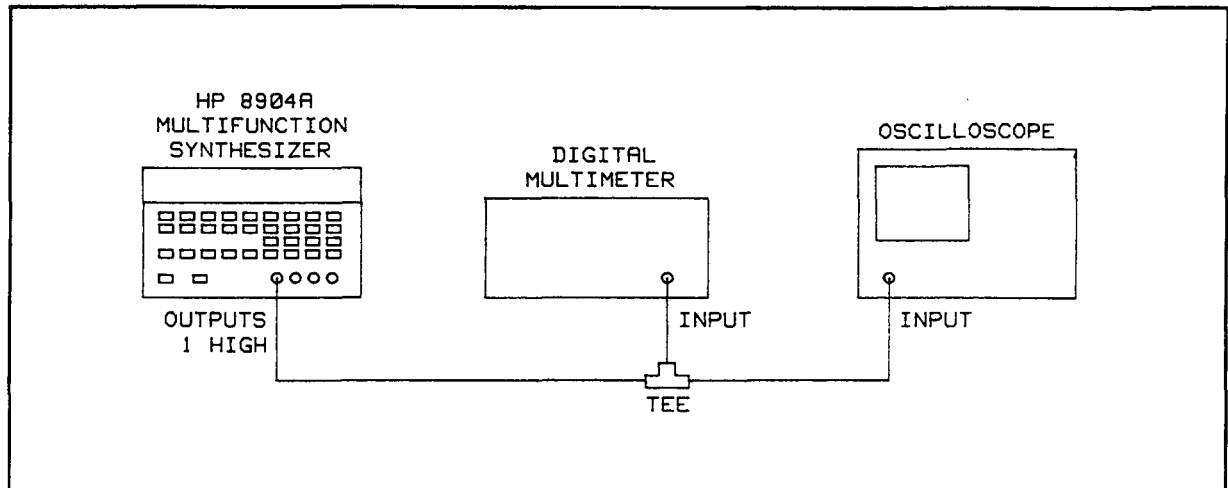 HP 8904A
MULTIFUNCTION
SYNTHESIZER
DIGITAL
MULTIMETER
OSCILLOSCOPE
OUTPUTS
1 HIGH
INPUT
INPUT
TEE